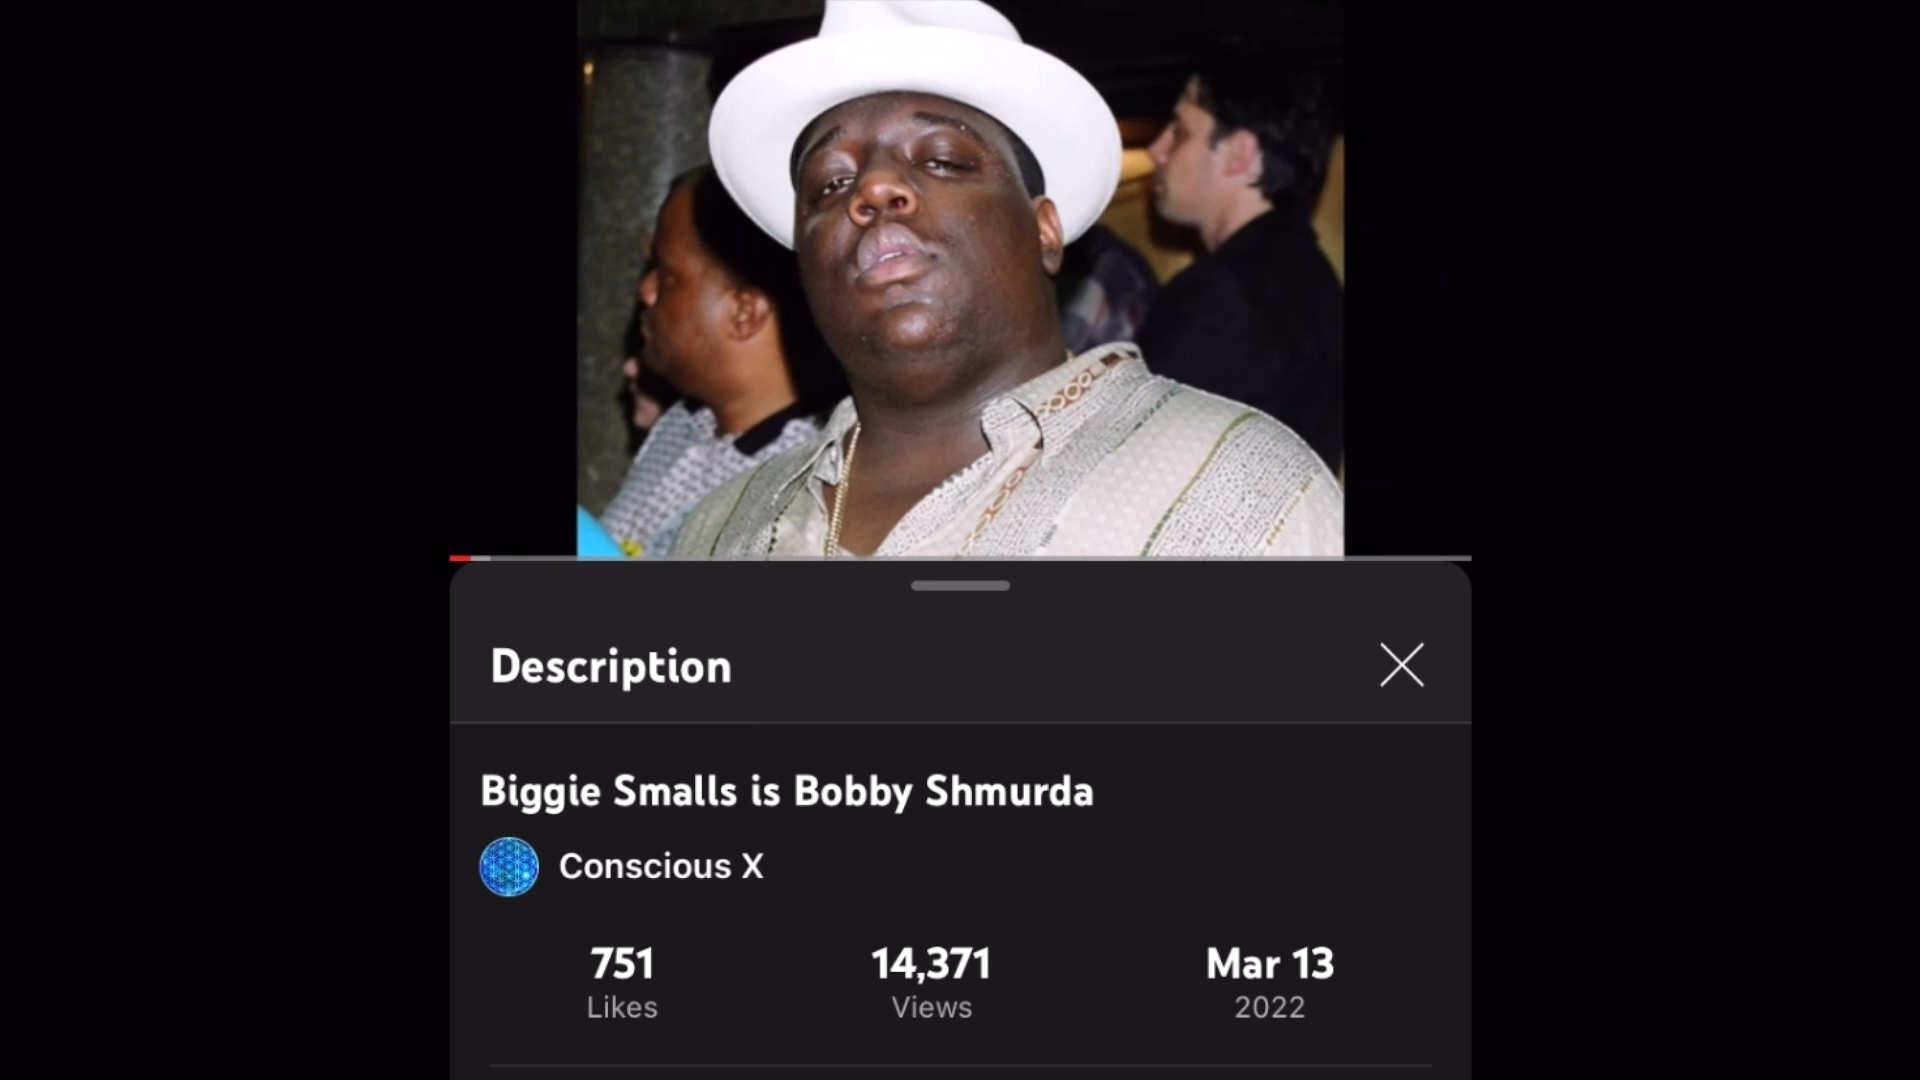 Description
Biggie Smalls is Bobby Shmurda
Conscious X
751 14,371 Mar 13
Likes Views 2022